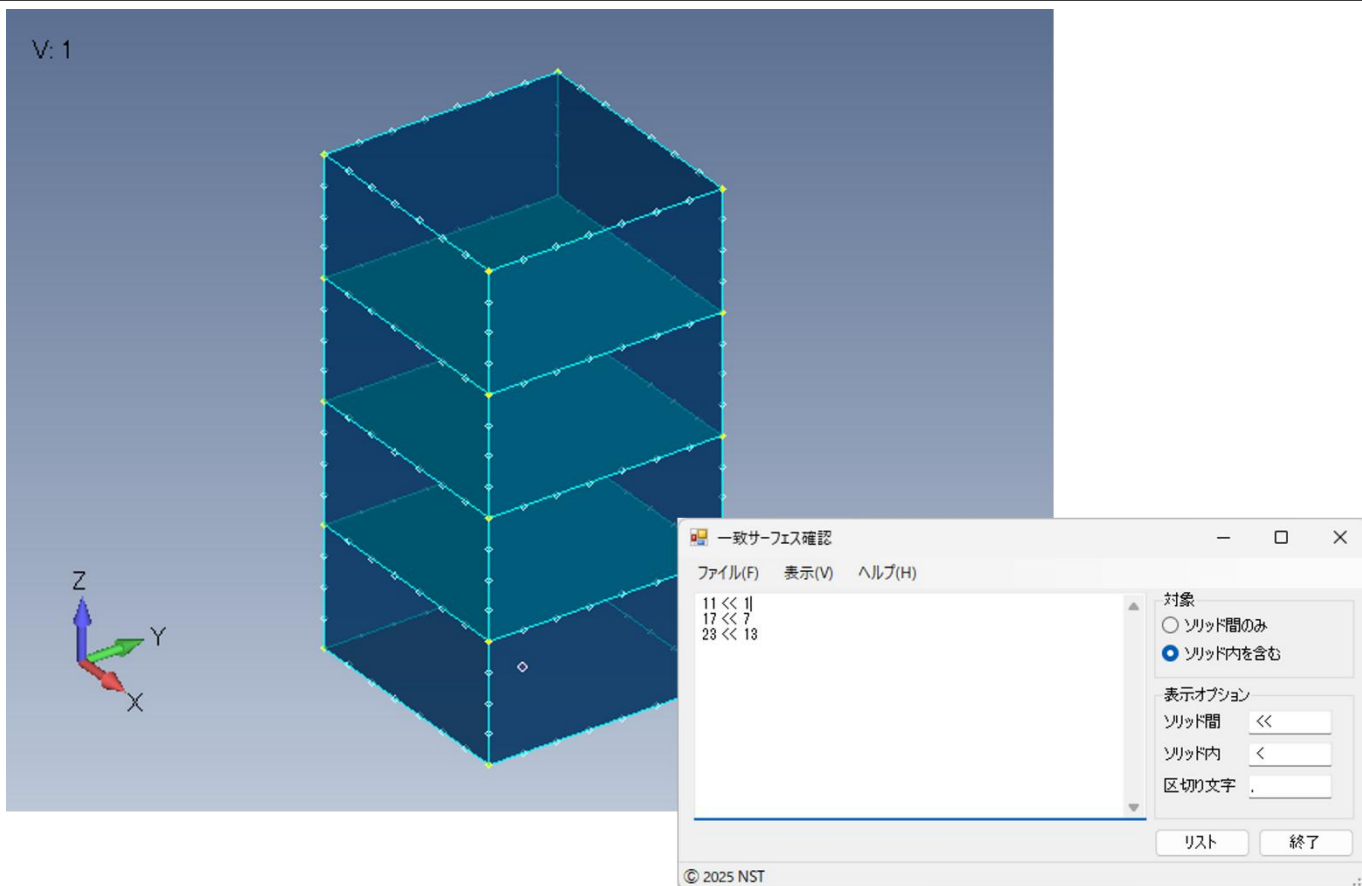 V: 1
Z
Y
X
一致サーフェス確認
ファイル(F) 表示(V) ヘルプ(H)
11 << 1
17 << 7
23 << 13
対象
ソリッド間のみ
ソリッド内を含む
表示オプション
ソリッド間 <<
ソリッド内 <
区切り文字 .
リスト 終了
© 2025 NST